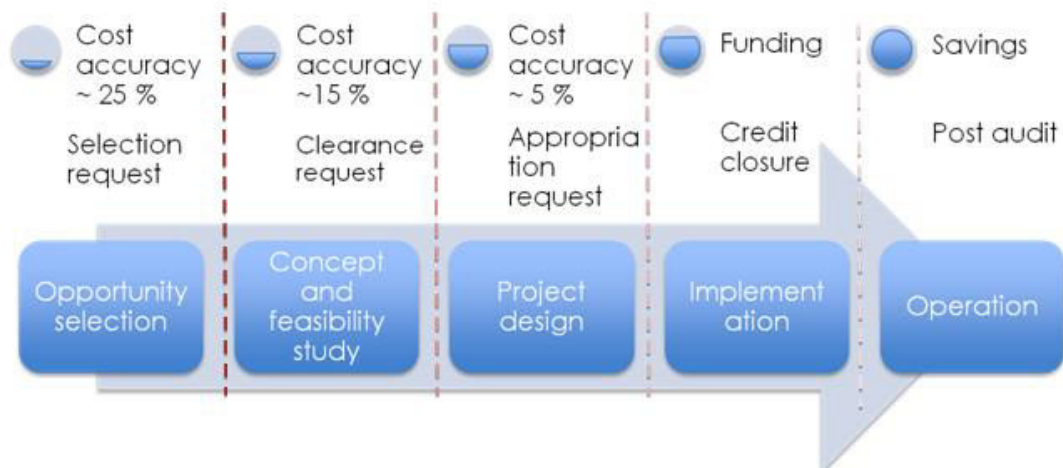 Cost
accuracy
~ 25 %
Selection
request
Cost
accuracy
~15 %
Clearance
request
Cost
accuracy
~ 5 %
Appropria
tion
request
Funding
Credit
closure
Savings
Post audit
Opportunity
selection
Concept
and
feasibility
study
Project
design
Implement
ation
Operation